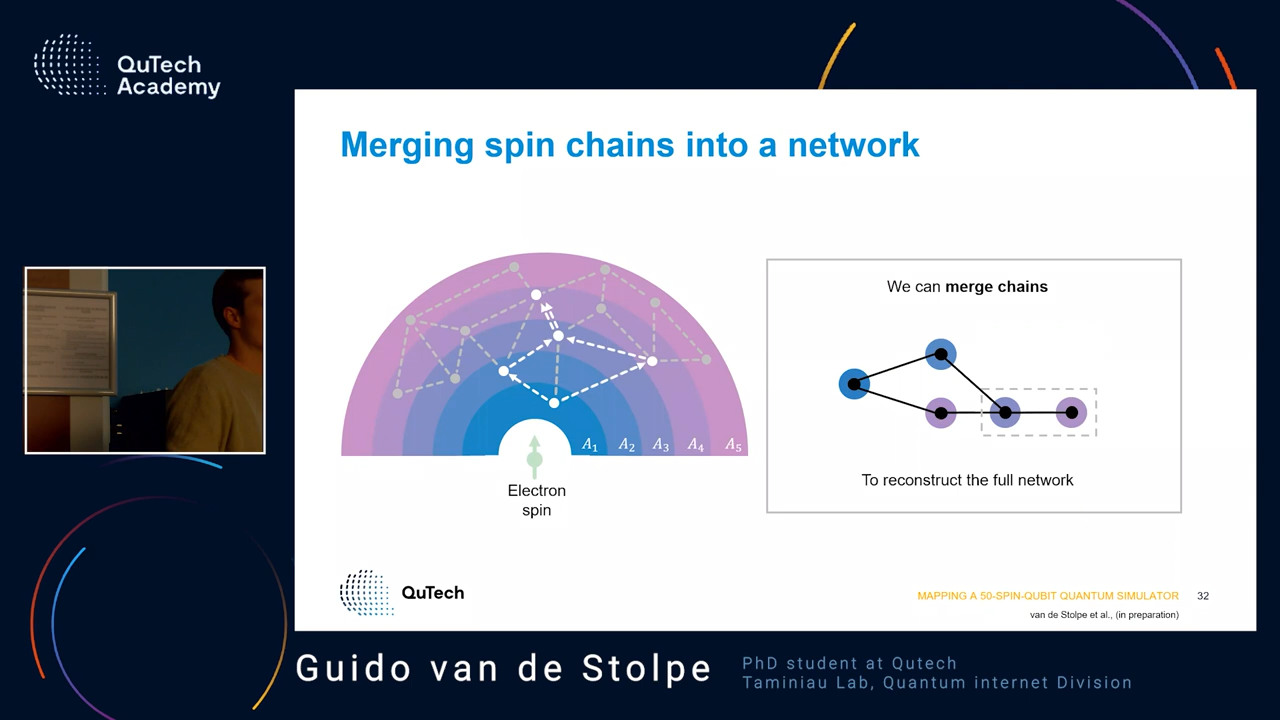 QuTech
Academy
Merging spin chains into a network
A₁ A₂ A₃ A₄ A₅
Electron
spin
We can merge chains
To reconstruct the full network
QuTech
MAPPING A 50-SPIN-QUBIT QUANTUM SIMULATOR 32
van de Stolpe et al., (in preparation)
Guido van de Stolpe
PhD student at Qutech
Taminiau Lab, Quantum internet Division